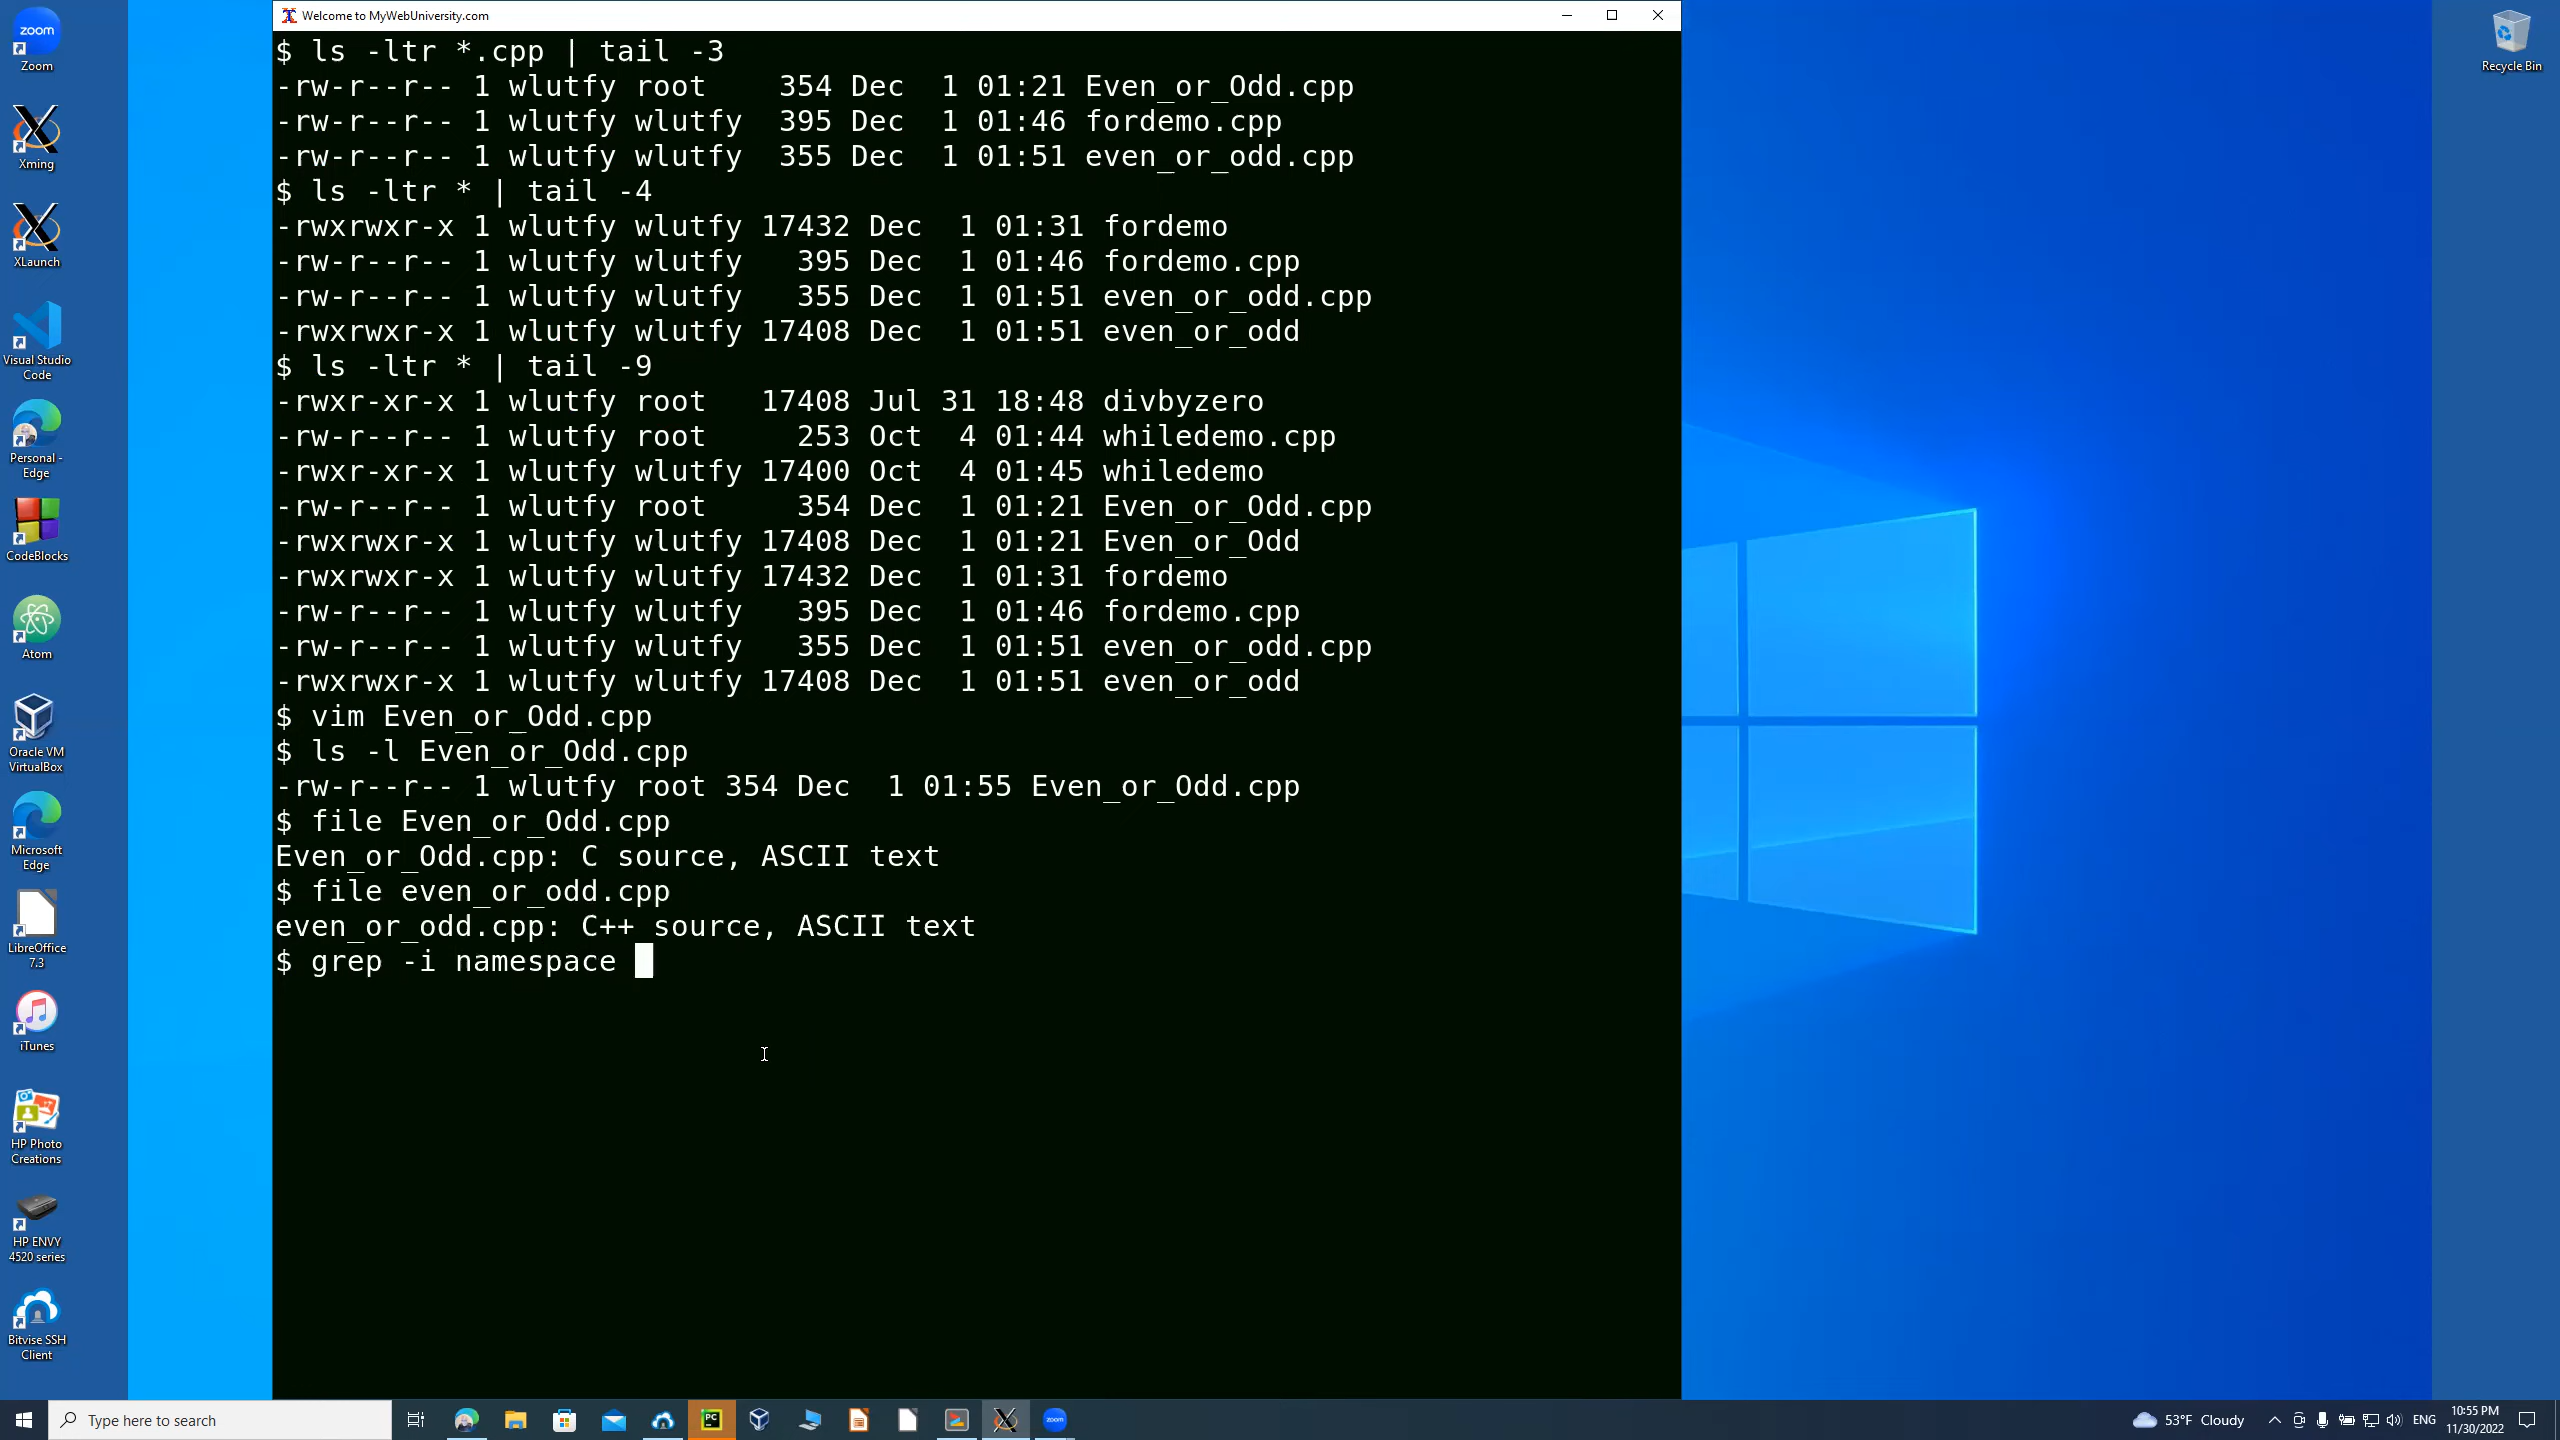 Welcome to MyWebUniversity.com
$ ls -ltr *.cpp | tail -3
-rw-r--r-- 1 wlutfy root    354 Dec  1 01:21 Even_or_Odd.cpp
-rw-r--r-- 1 wlutfy wlutfy  395 Dec  1 01:46 fordemo.cpp
-rw-r--r-- 1 wlutfy wlutfy  355 Dec  1 01:51 even_or_odd.cpp
$ ls -ltr * | tail -4
-rwxrwxr-x 1 wlutfy wlutfy 17432 Dec  1 01:31 fordemo
-rw-r--r-- 1 wlutfy wlutfy   395 Dec  1 01:46 fordemo.cpp
-rw-r--r-- 1 wlutfy wlutfy   355 Dec  1 01:51 even_or_odd.cpp
-rwxrwxr-x 1 wlutfy wlutfy 17408 Dec  1 01:51 even_or_odd
$ ls -ltr * | tail -9
-rwxr-xr-x 1 wlutfy root   17408 Jul 31 18:48 divbyzero
-rw-r--r-- 1 wlutfy root     253 Oct  4 01:44 whiledemo.cpp
-rwxr-xr-x 1 wlutfy wlutfy 17400 Oct  4 01:45 whiledemo
-rw-r--r-- 1 wlutfy root     354 Dec  1 01:21 Even_or_Odd.cpp
-rwxrwxr-x 1 wlutfy wlutfy 17408 Dec  1 01:21 Even_or_Odd
-rwxrwxr-x 1 wlutfy wlutfy 17432 Dec  1 01:31 fordemo
-rw-r--r-- 1 wlutfy wlutfy   395 Dec  1 01:46 fordemo.cpp
-rw-r--r-- 1 wlutfy wlutfy   355 Dec  1 01:51 even_or_odd.cpp
-rwxrwxr-x 1 wlutfy wlutfy 17408 Dec  1 01:51 even_or_odd
$ vim Even_or_Odd.cpp
$ ls -l Even_or_Odd.cpp
-rw-r--r-- 1 wlutfy root 354 Dec  1 01:55 Even_or_Odd.cpp
$ file Even_or_Odd.cpp
Even_or_Odd.cpp: C source, ASCII text
$ file even_or_odd.cpp
even_or_odd.cpp: C++ source, ASCII text
$ grep -i namespace
zoom
Zoom
Xming
XLaunch
Visual Studio
Code
Personal -
Edge
CodeBlocks
Atom
Oracle VM
VirtualBox
Microsoft
Edge
LibreOffice
7.3
iTunes
HP Photo
Creations
HP ENVY
4520 series
Bitvise SSH
Client
Recycle Bin
Type here to search
PC
zoom
53°F Cloudy
ENG
10:55 PM
11/30/2022